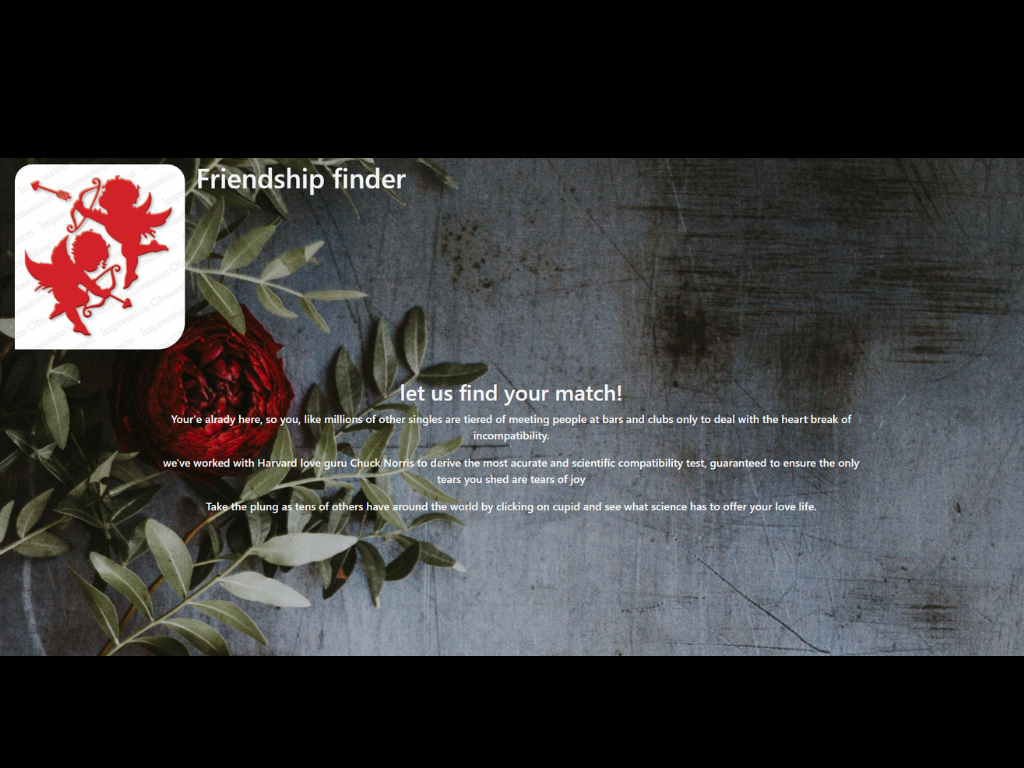 Friendship finder
let us find your match!
Your'e alrady here, so you, like millions of other singles are tiered of meeting people at bars and clubs only to deal with the heart break of
incompatibility.
we've worked with Harvard love guru Chuck Norris to derive the most acurate and scientific compatibility test, guaranteed to ensure the only
tears you shed are tears of joy
Take the plung as tens of others have around the world by clicking on cupid and see what science has to offer your love life.